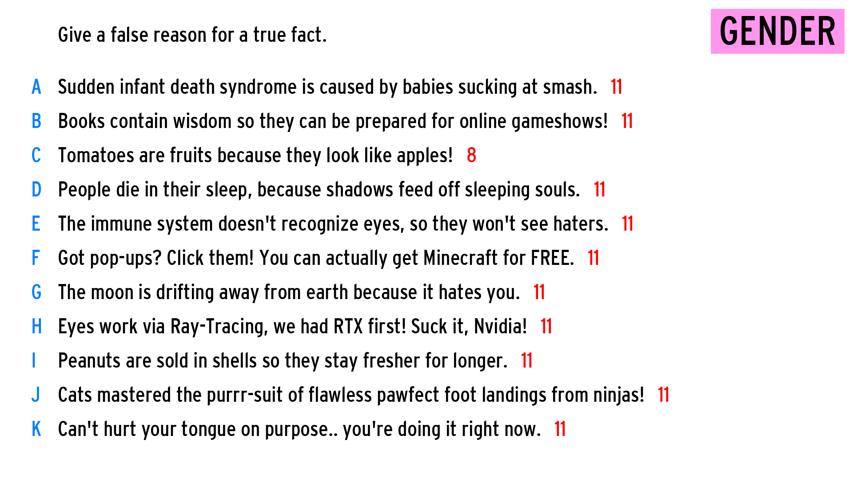 Give a false reason for a true fact.
GENDER
A Sudden infant death syndrome is caused by babies sucking at smash. 11
B Books contain wisdom so they can be prepared for online gameshows! 11
C Tomatoes are fruits because they look like apples! 8
D People die in their sleep, because shadows feed off sleeping souls. 11
E The immune system doesn't recognize eyes, so they won't see haters. 11
F Got pop-ups? Click them! You can actually get Minecraft for FREE. 11
G The moon is drifting away from earth because it hates you. 11
H Eyes work via Ray-Tracing, we had RTX first! Suck it, Nvidia! 11
I Peanuts are sold in shells so they stay fresher for longer. 11
J Cats mastered the purrr-suit of flawless pawfect foot landings from ninjas! 11
K Can't hurt your tongue on purpose.. you're doing it right now. 11